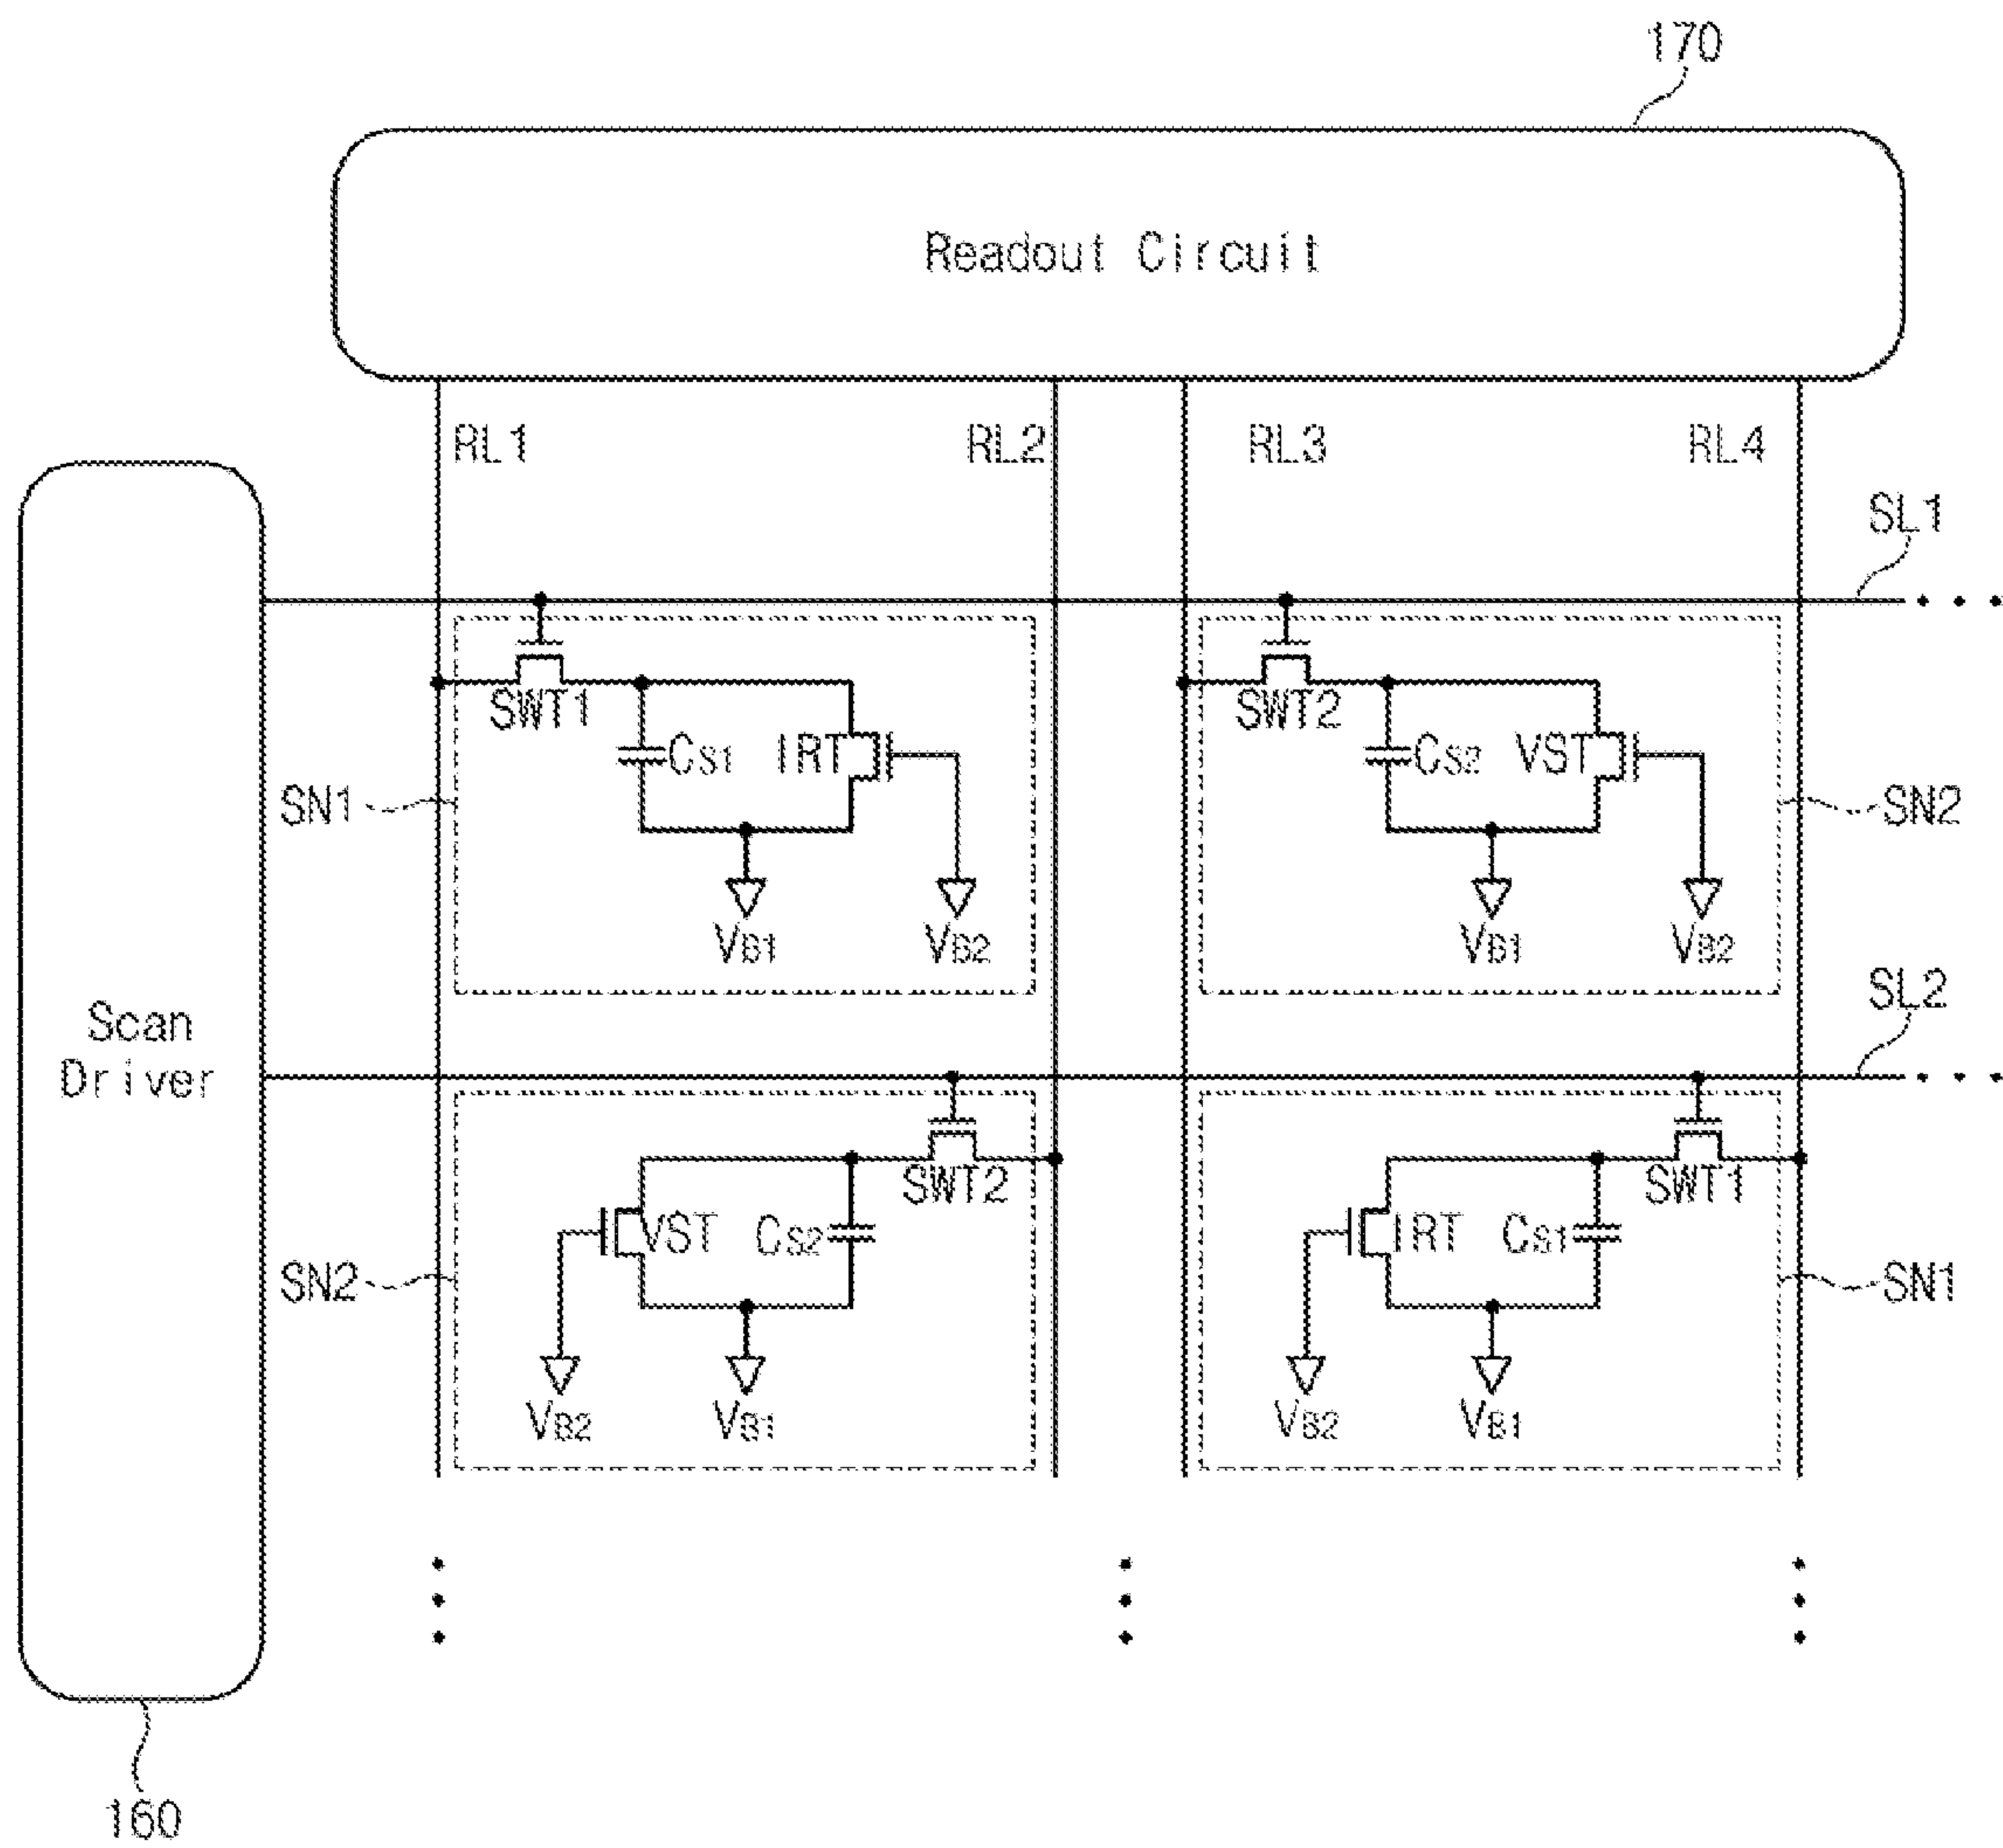 170
Readout Circuit
RL1 RL2 RL3 RL4
SL1
SWT1 SWT2
CS1 IRT CS2 VST
SN1 SN2
VB1 VB2 VB1 VB2
Scan
Driver
SL2
SWT2 SWT1
VST CS2 IRT CS1
SN2 SN1
VB2 VB1 VB2 VB1
160